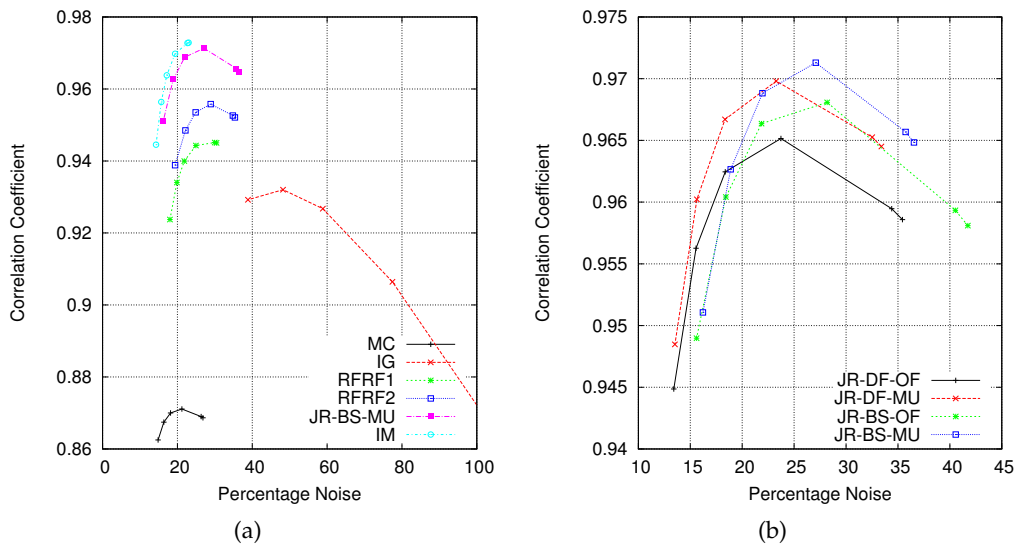 0.98
0.96
0.94
0.92
0.9
0.88
0.86
Correlation Coefficient
MC
IG
RFRF1
RFRF2
JR-BS-MU
IM
0 20 40 60 80 100
Percentage Noise
(a)
0.975
0.97
0.965
0.96
0.955
0.95
0.945
0.94
Correlation Coefficient
JR-DF-OF
JR-DF-MU
JR-BS-OF
JR-BS-MU
10 15 20 25 30 35 40 45
Percentage Noise
(b)